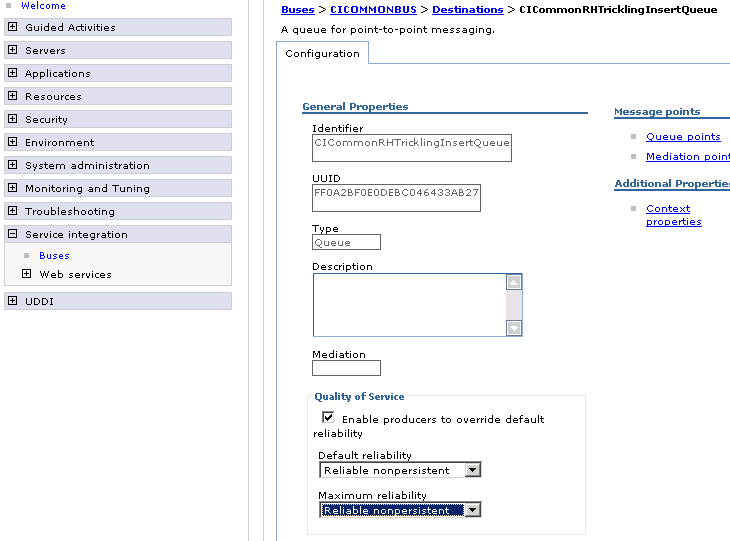 Welcome
Guided Activities
Servers
Applications
Resources
Security
Environment
System administration
Monitoring and Tuning
Troubleshooting
Service integration
Buses
Web services
UDDI
Buses > CICOMMONBUS > Destinations > CICommonRHTricklingInsertQueue
A queue for point-to-point messaging.
Configuration
General Properties
Identifier
CICommonRHTricklingInsertQueue
UUID
FF0A2BF0E0DEBC046433AB27
Type
Queue
Description
Mediation
Quality of Service
Enable producers to override default
reliability
Default reliability
Reliable nonpersistent
Maximum reliability
Reliable nonpersistent
Message points
Queue points
Mediation point
Additional Propertie
Context
properties